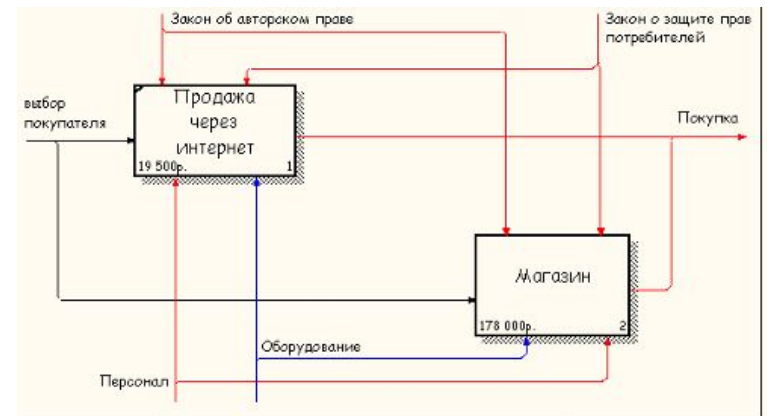 Закон об авторском праве
Закон о защите прав
потребителей
выбор
покупателя
Продажа
через
интернет
19 500р.
1
Покупка
Магазин
178 000р.
2
Оборудование
Персонал